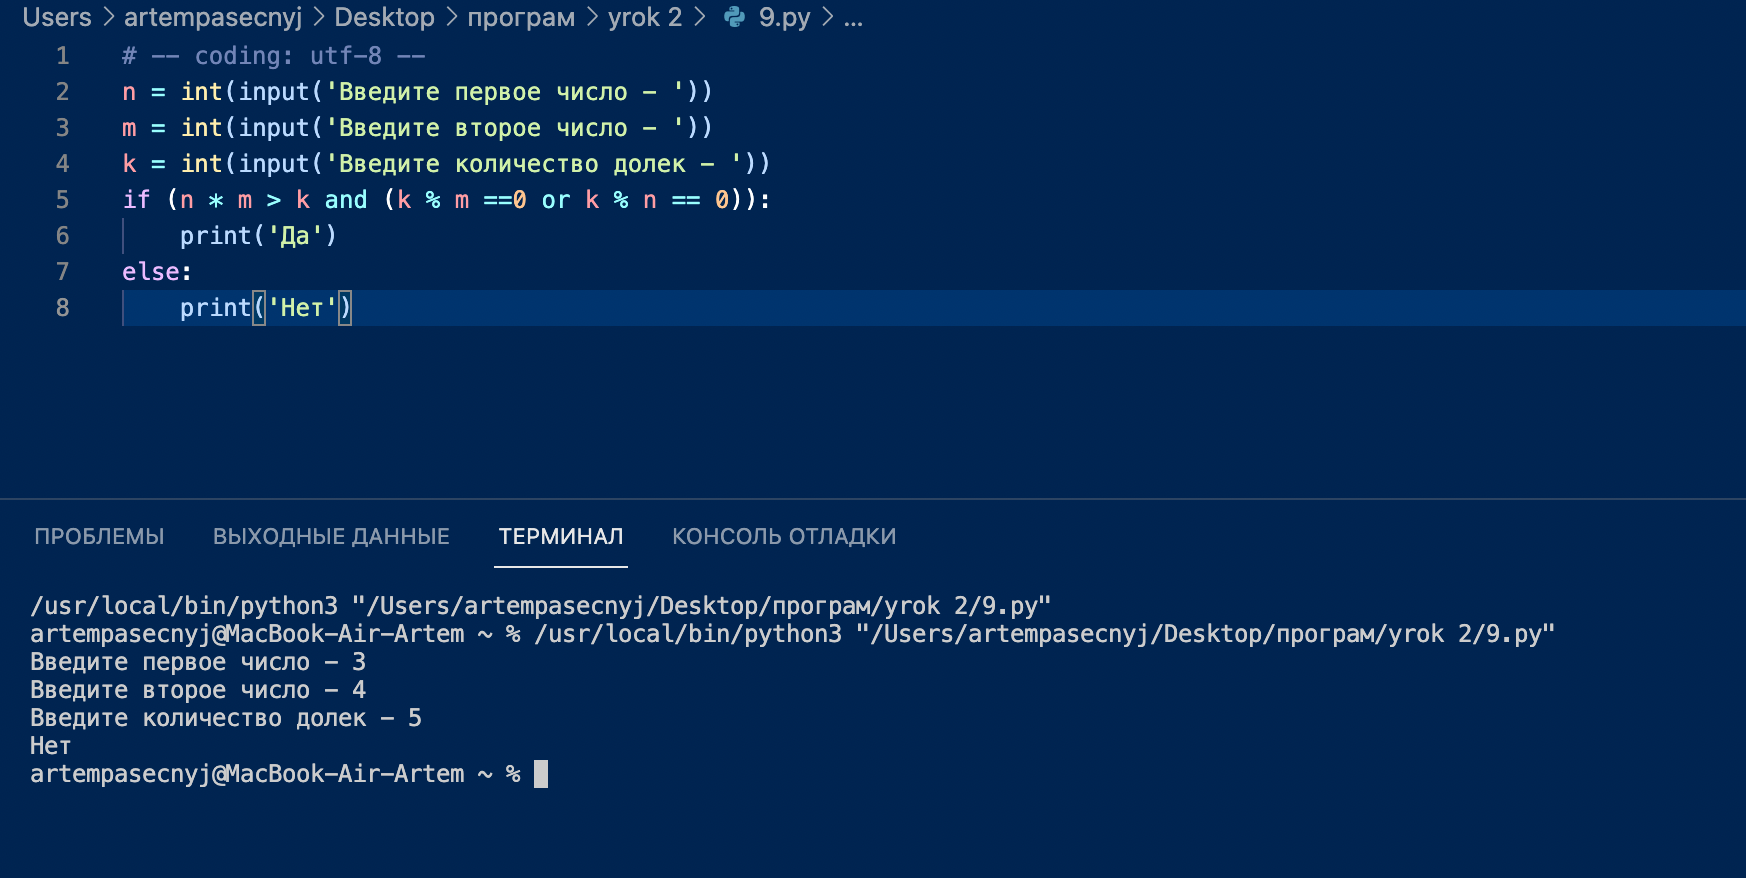 Users > artempasecnyj > Desktop > програм > yrok 2 > 9.py > ...
1 # -- coding: utf-8 --
2 n = int(input('Введите первое число - '))
3 m = int(input('Введите второе число - '))
4 k = int(input('Введите количество долек - '))
5 if (n * m > k and (k % m ==0 or k % n == 0)):
6     print('Да')
7 else:
8     print('Нет')
ПРОБЛЕМЫ ВЫХОДНЫЕ ДАННЫЕ ТЕРМИНАЛ КОНСОЛЬ ОТЛАДКИ
/usr/local/bin/python3 "/Users/artempasecnyj/Desktop/програм/yrok 2/9.py"
artempasecnyj@MacBook-Air-Artem ~ % /usr/local/bin/python3 "/Users/artempasecnyj/Desktop/програм/yrok 2/9.py"
Введите первое число - 3
Введите второе число - 4
Введите количество долек - 5
Нет
artempasecnyj@MacBook-Air-Artem ~ %